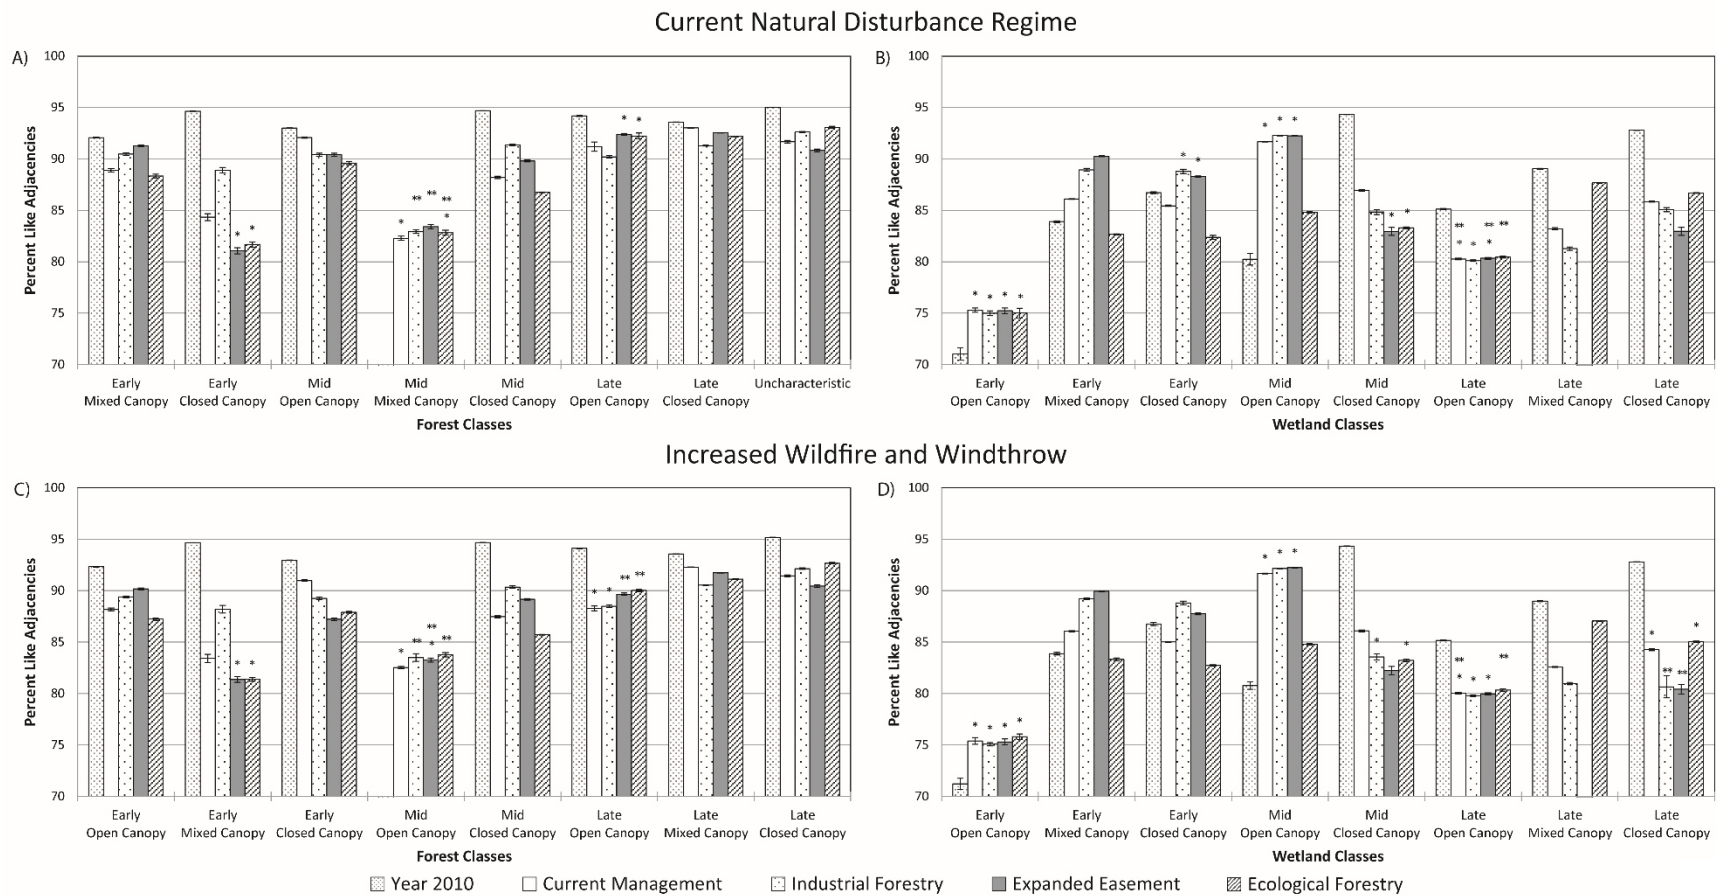 Current Natural Disturbance Regime
A)
Percent Like Adjacencies
100
95
90
85
80
75
70
* *
* ** ** ** *
* *
Early
Mixed Canopy
Early
Closed Canopy
Mid
Open Canopy
Mid
Mixed Canopy
Mid
Closed Canopy
Late
Open Canopy
Late
Closed Canopy
Uncharacteristic
Forest Classes
B)
Percent Like Adjacencies
100
95
90
85
80
75
70
* * * *
* *
* * *
* *
** * * ** * **
Early
Open Canopy
Early
Mixed Canopy
Early
Closed Canopy
Mid
Open Canopy
Mid
Closed Canopy
Late
Open Canopy
Late
Mixed Canopy
Late
Closed Canopy
Wetland Classes
Increased Wildfire and Windthrow
C)
Percent Like Adjacencies
100
95
90
85
80
75
70
* *
* ** ** * **
* * ** **
Early
Open Canopy
Early
Mixed Canopy
Early
Closed Canopy
Mid
Open Canopy
Mid
Closed Canopy
Late
Open Canopy
Late
Mixed Canopy
Late
Closed Canopy
Forest Classes
D)
Percent Like Adjacencies
100
95
90
85
80
75
70
* * * *
* * *
* *
** * * * **
* ** ** *
Early
Open Canopy
Early
Mixed Canopy
Early
Closed Canopy
Mid
Open Canopy
Mid
Closed Canopy
Late
Open Canopy
Late
Mixed Canopy
Late
Closed Canopy
Wetland Classes
Year 2010
Current Management
Industrial Forestry
Expanded Easement
Ecological Forestry